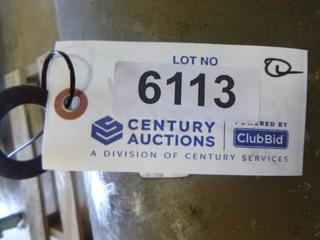 LOT NO
6113
CENTURY
AUCTIONS
POWERED BY
ClubBid
A DIVISION OF CENTURY SERVICES